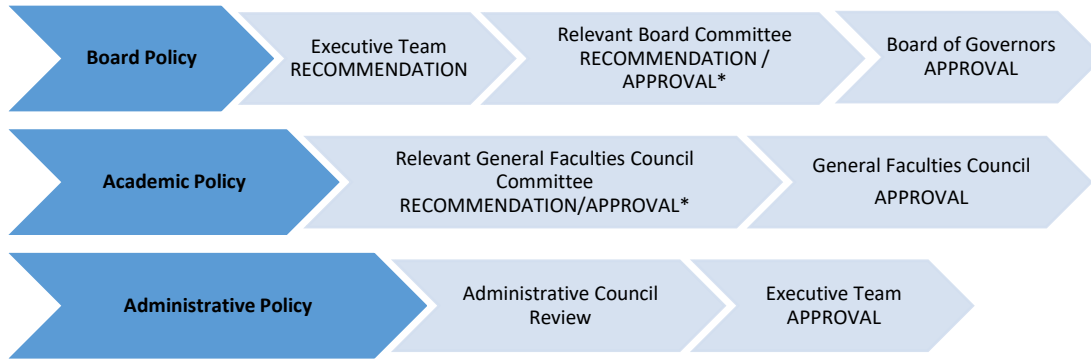 Board Policy
Executive Team
RECOMMENDATION
Relevant Board Committee
RECOMMENDATION /
APPROVAL*
Board of Governors
APPROVAL
Academic Policy
Relevant General Faculties Council
Committee
RECOMMENDATION/APPROVAL*
General Faculties Council
APPROVAL
Administrative Policy
Administrative Council
Review
Executive Team
APPROVAL